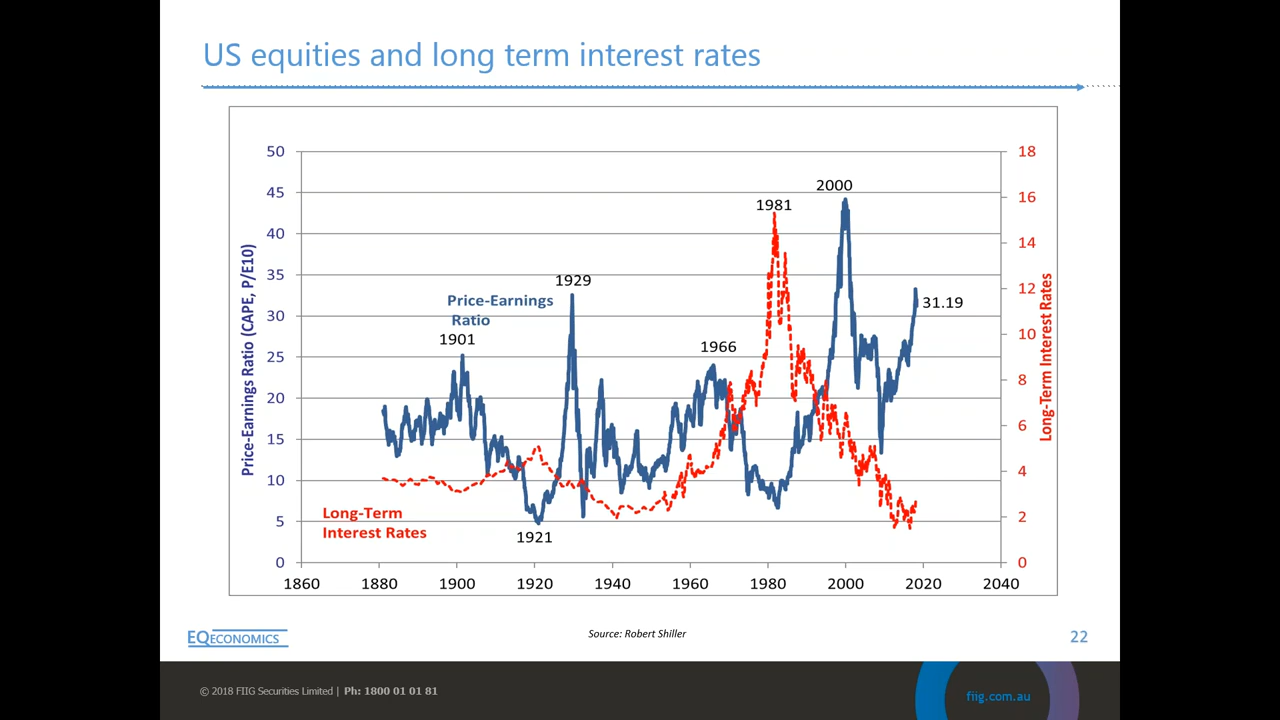 US equities and long term interest rates
50
45
40
35
30
25
20
15
10
5
0
Price-Earnings Ratio (CAPE, P/E10)
18
16
14
12
10
8
6
4
2
0
Long-Term Interest Rates
1860 1880 1900 1920 1940 1960 1980 2000 2020 2040
2000
1981
1929
Price-Earnings
Ratio
31.19
1901
1966
Long-Term
Interest Rates
1921
EQECONOMICS
Source: Robert Shiller
22
© 2018 FIIG Securities Limited | Ph: 1800 01 01 81
fiig.com.au